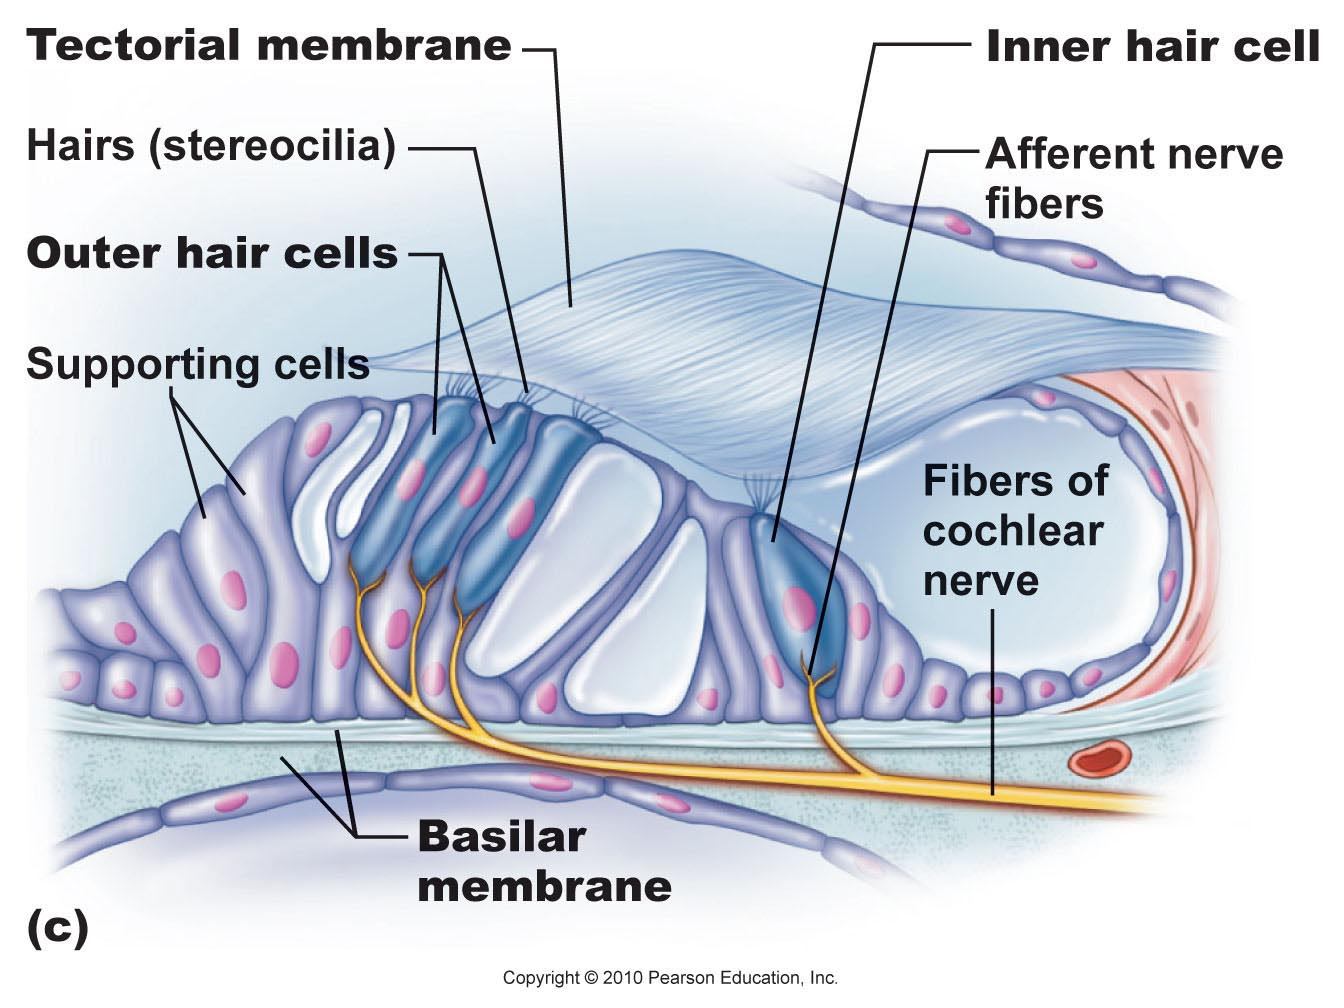 Tectorial membrane
Hairs (stereocilia)
Outer hair cells
Supporting cells
Inner hair cell
Afferent nerve
fibers
Fibers of
cochlear
nerve
Basilar
membrane
(c)
Copyright © 2010 Pearson Education, Inc.